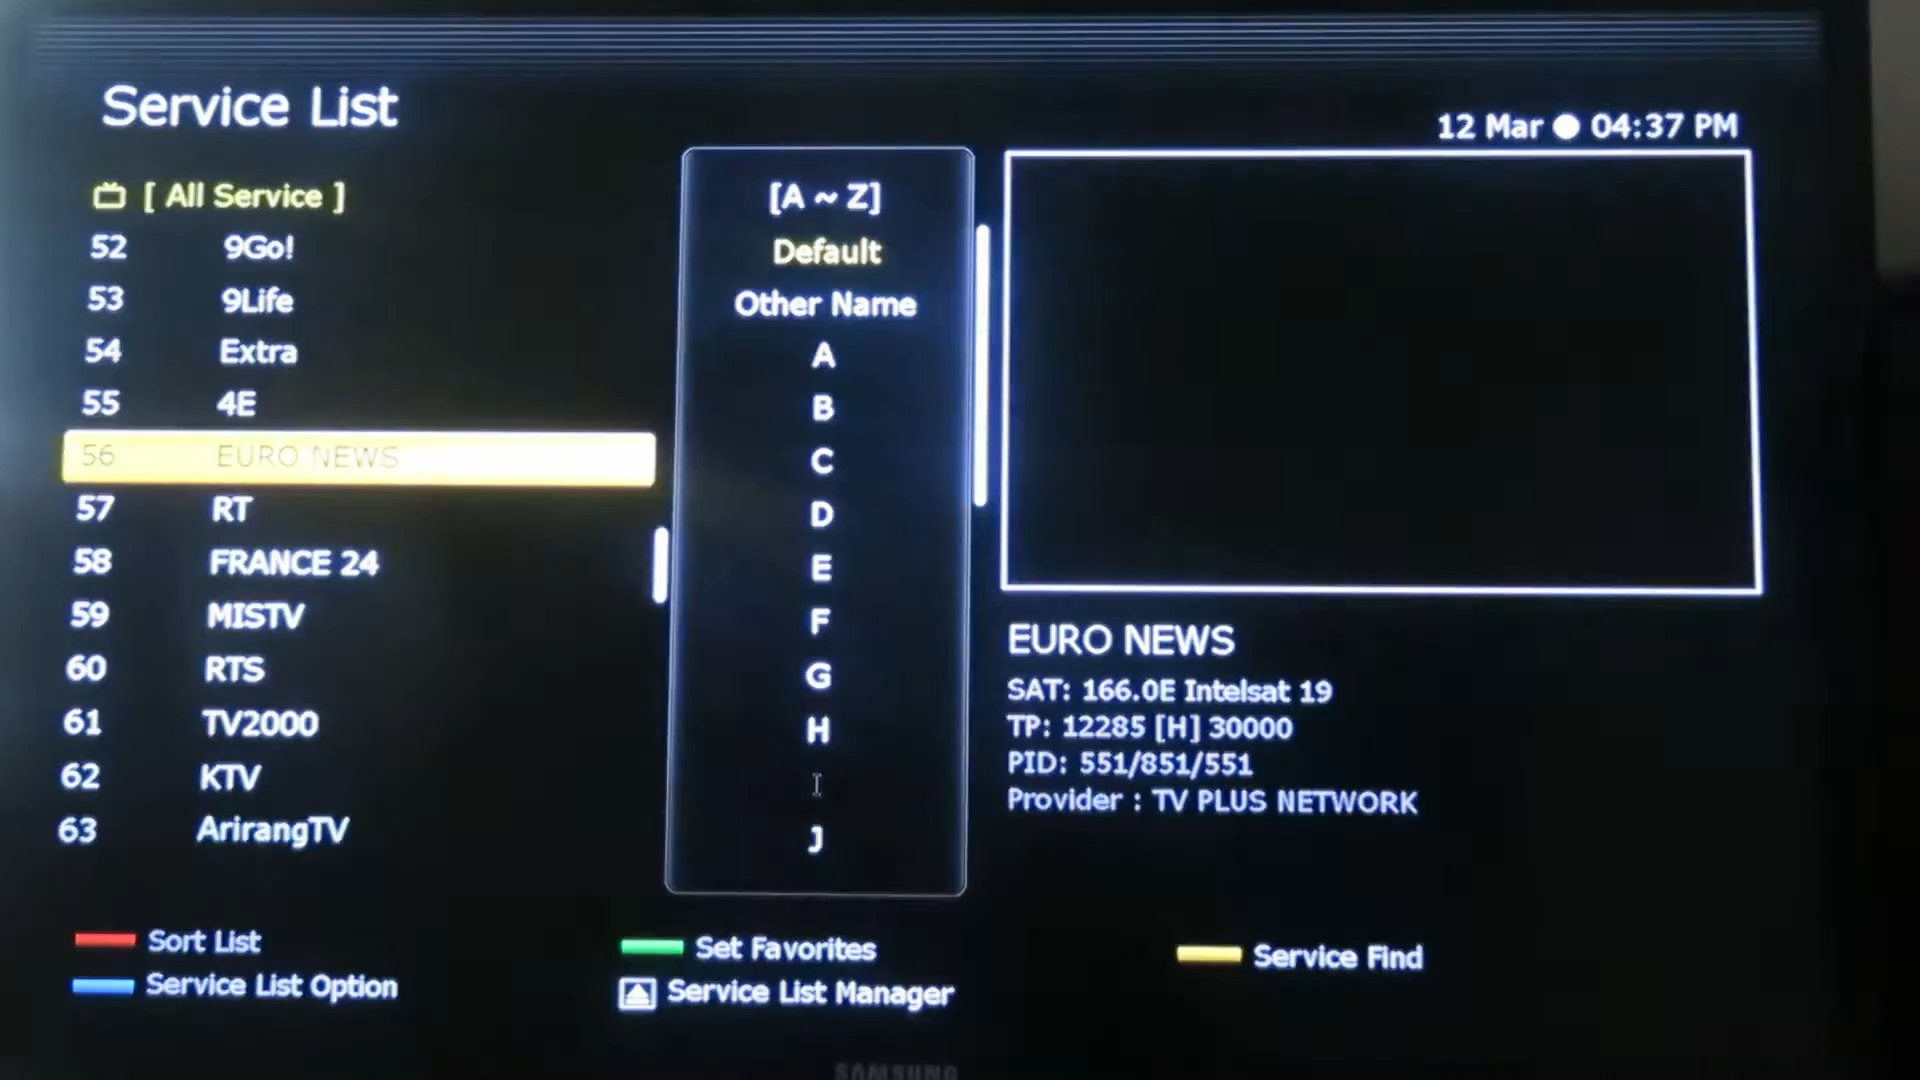 Service List
12 Mar ● 04:37 PM
[ All Service ]
52 9Go!
53 9Life
54 Extra
55 4E
56 EURO NEWS
57 RT
58 FRANCE 24
59 MISTV
60 RTS
61 TV2000
62 KTV
63 ArirangTV
[A ~ Z]
Default
Other Name
A
B
C
D
E
F
G
H
I
J
EURO NEWS
SAT: 166.0E Intelsat 19
TP: 12285 [H] 30000
PID: 551/851/551
Provider : TV PLUS NETWORK
Sort List
Set Favorites
Service Find
Service List Option
Service List Manager
SAMSUNG